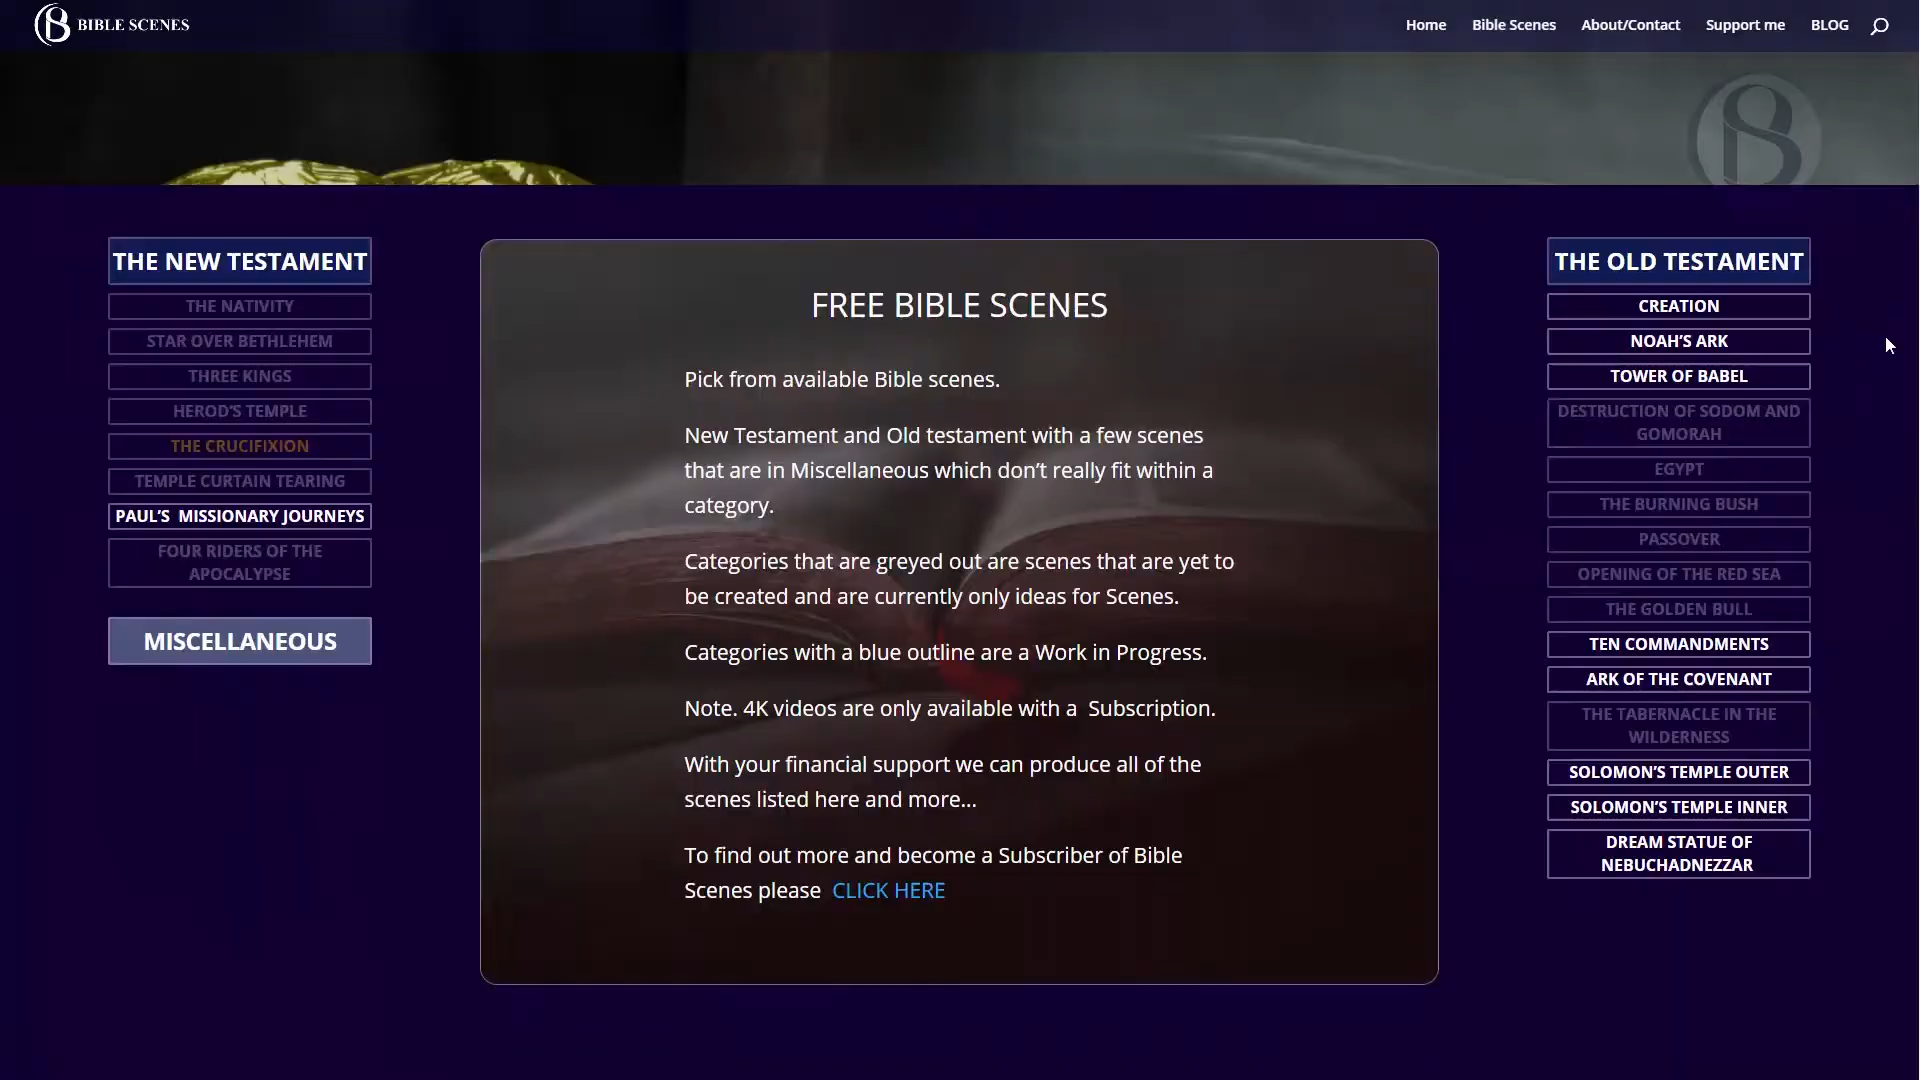 BIBLE SCENES
Home
Bible Scenes
About/Contact
Support me
BLOG
THE NEW TESTAMENT
THE NATIVITY
STAR OVER BETHLEHEM
THREE KINGS
HEROD'S TEMPLE
THE CRUCIFIXION
TEMPLE CURTAIN TEARING
PAUL'S MISSIONARY JOURNEYS
FOUR RIDERS OF THE
APOCALYPSE
MISCELLANEOUS
FREE BIBLE SCENES
Pick from available Bible scenes.
New Testament and Old testament with a few scenes
that are in Miscellaneous which don't really fit within a
category.
Categories that are greyed out are scenes that are yet to
be created and are currently only ideas for Scenes.
Categories with a blue outline are a Work in Progress.
Note. 4K videos are only available with a Subscription.
With your financial support we can produce all of the
scenes listed here and more...
To find out more and become a Subscriber of Bible
Scenes please CLICK HERE
THE OLD TESTAMENT
CREATION
NOAH'S ARK
TOWER OF BABEL
DESTRUCTION OF SODOM AND
GOMORAH
EGYPT
THE BURNING BUSH
PASSOVER
OPENING OF THE RED SEA
THE GOLDEN BULL
TEN COMMANDMENTS
ARK OF THE COVENANT
THE TABERNACLE IN THE
WILDERNESS
SOLOMON'S TEMPLE OUTER
SOLOMON'S TEMPLE INNER
DREAM STATUE OF
NEBUCHADNEZZAR